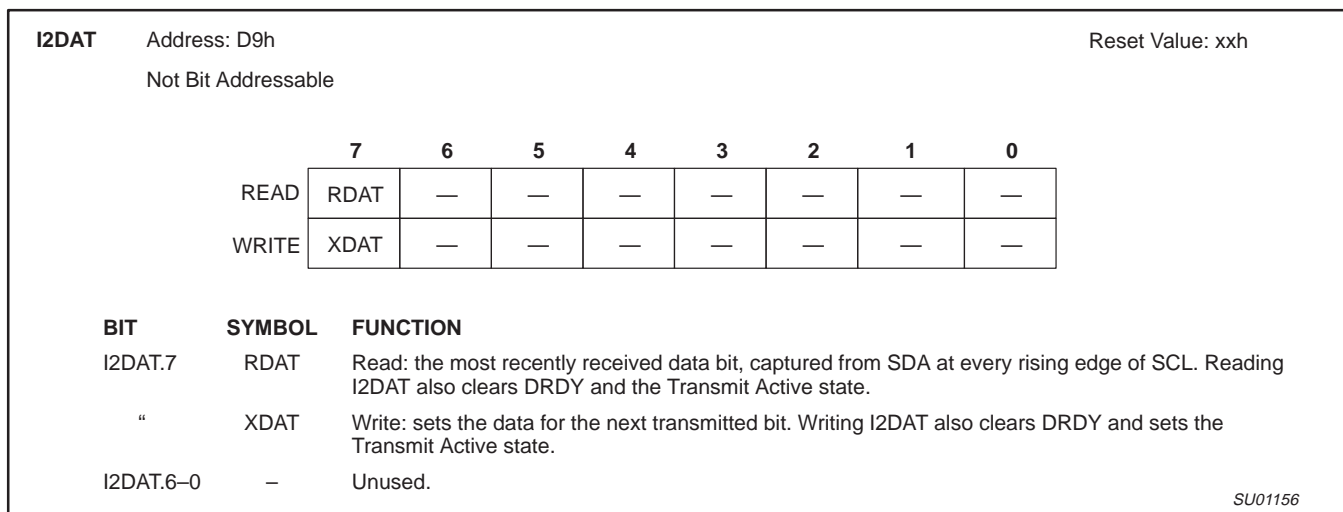 I2DAT Address: D9h Reset Value: xxh
Not Bit Addressable
7 6 5 4 3 2 1 0
READ RDAT — — — — — — —
WRITE XDAT — — — — — — —
BIT SYMBOL FUNCTION
I2DAT.7 RDAT Read: the most recently received data bit, captured from SDA at every rising edge of SCL. Reading
I2DAT also clears DRDY and the Transmit Active state.
“ XDAT Write: sets the data for the next transmitted bit. Writing I2DAT also clears DRDY and sets the
Transmit Active state.
I2DAT.6–0 – Unused.
SU01156